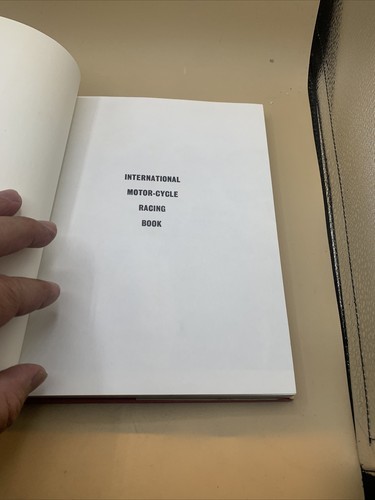 INTERNATIONAL
MOTOR-CYCLE
RACING
BOOK